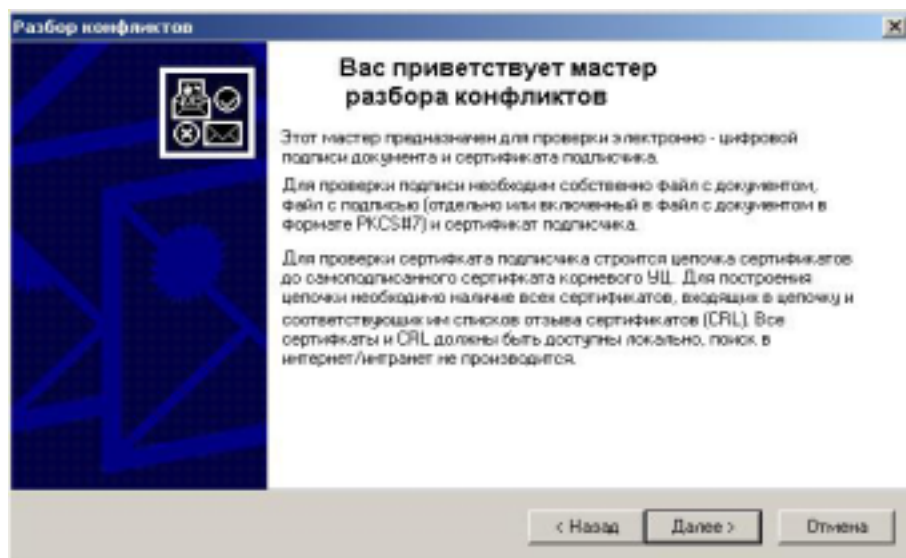 Разбор конфликтов
Вас приветствует мастер
разбора конфликтов
Этот мастер предназначен для проверки электронно - цифровой
подписи документа и сертификата подписчика.
Для проверки подписи необходим собственно файл с документом,
файл с подписью (отдельно или включенный в файл с документом в
формате PKCS#7) и сертификат подписчика.
Для проверки сертифката подписчика строится цепочка сертификатов
до самоподписанного сертифката корневого УЦ. Для построения
цепочки необходимо наличие всех сертификатов, входящих в цепочку и
соответствующих им списков отзыва сертификатов (CRL). Все
сертифкаты и CRL должны быть доступны локально, поиск в
интернет/интранет не производится.
< Назад
Далее >
Отмена